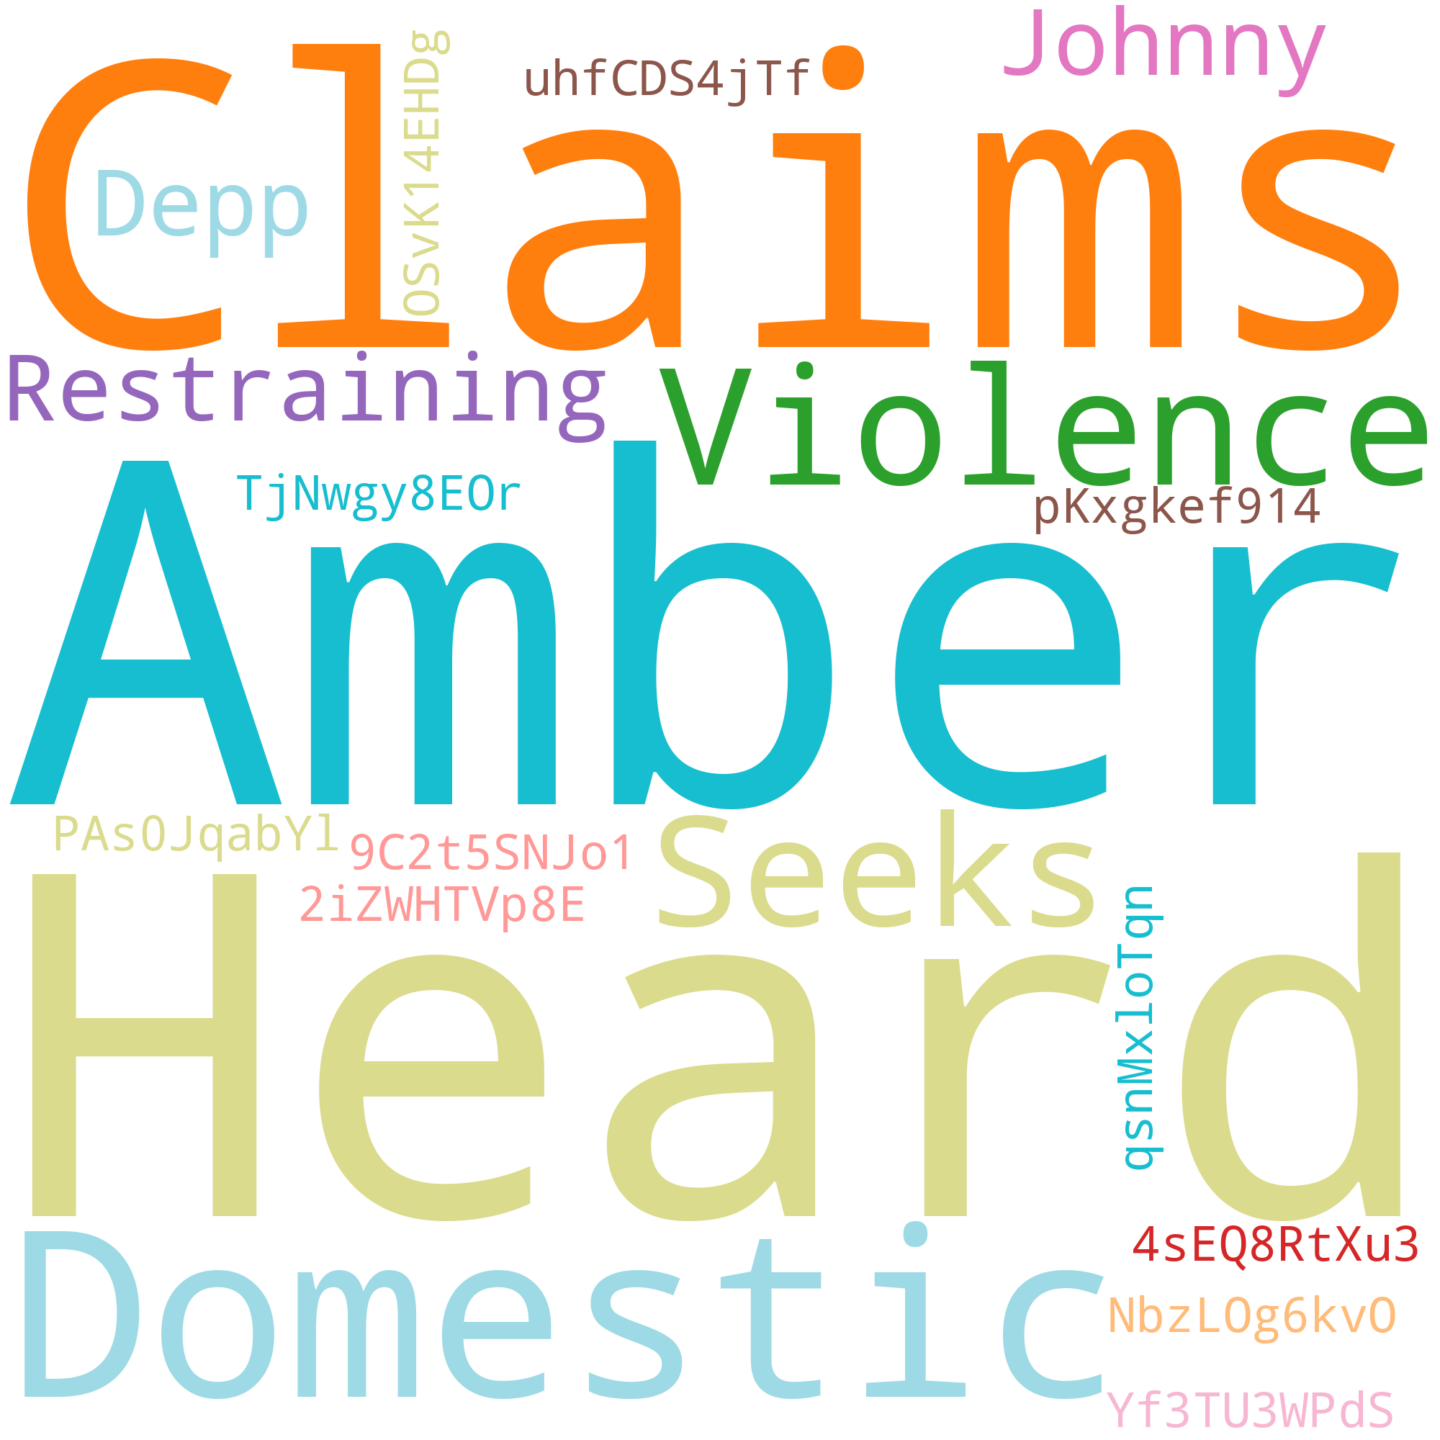 Johnny
Claims
uhfCDS4jTf
OSvK14EHDg
Depp
Restraining
Violence
Amber
TjNwgy8EOr
pKxgkef914
PAs0JqabYl
9C2t5SNJo1
Seeks
2iZWHTVp8E
Heard
qsnMxloTqn
Domestic
4sEQ8RtXu3
NbzLOg6kvO
Yf3TU3WPdS